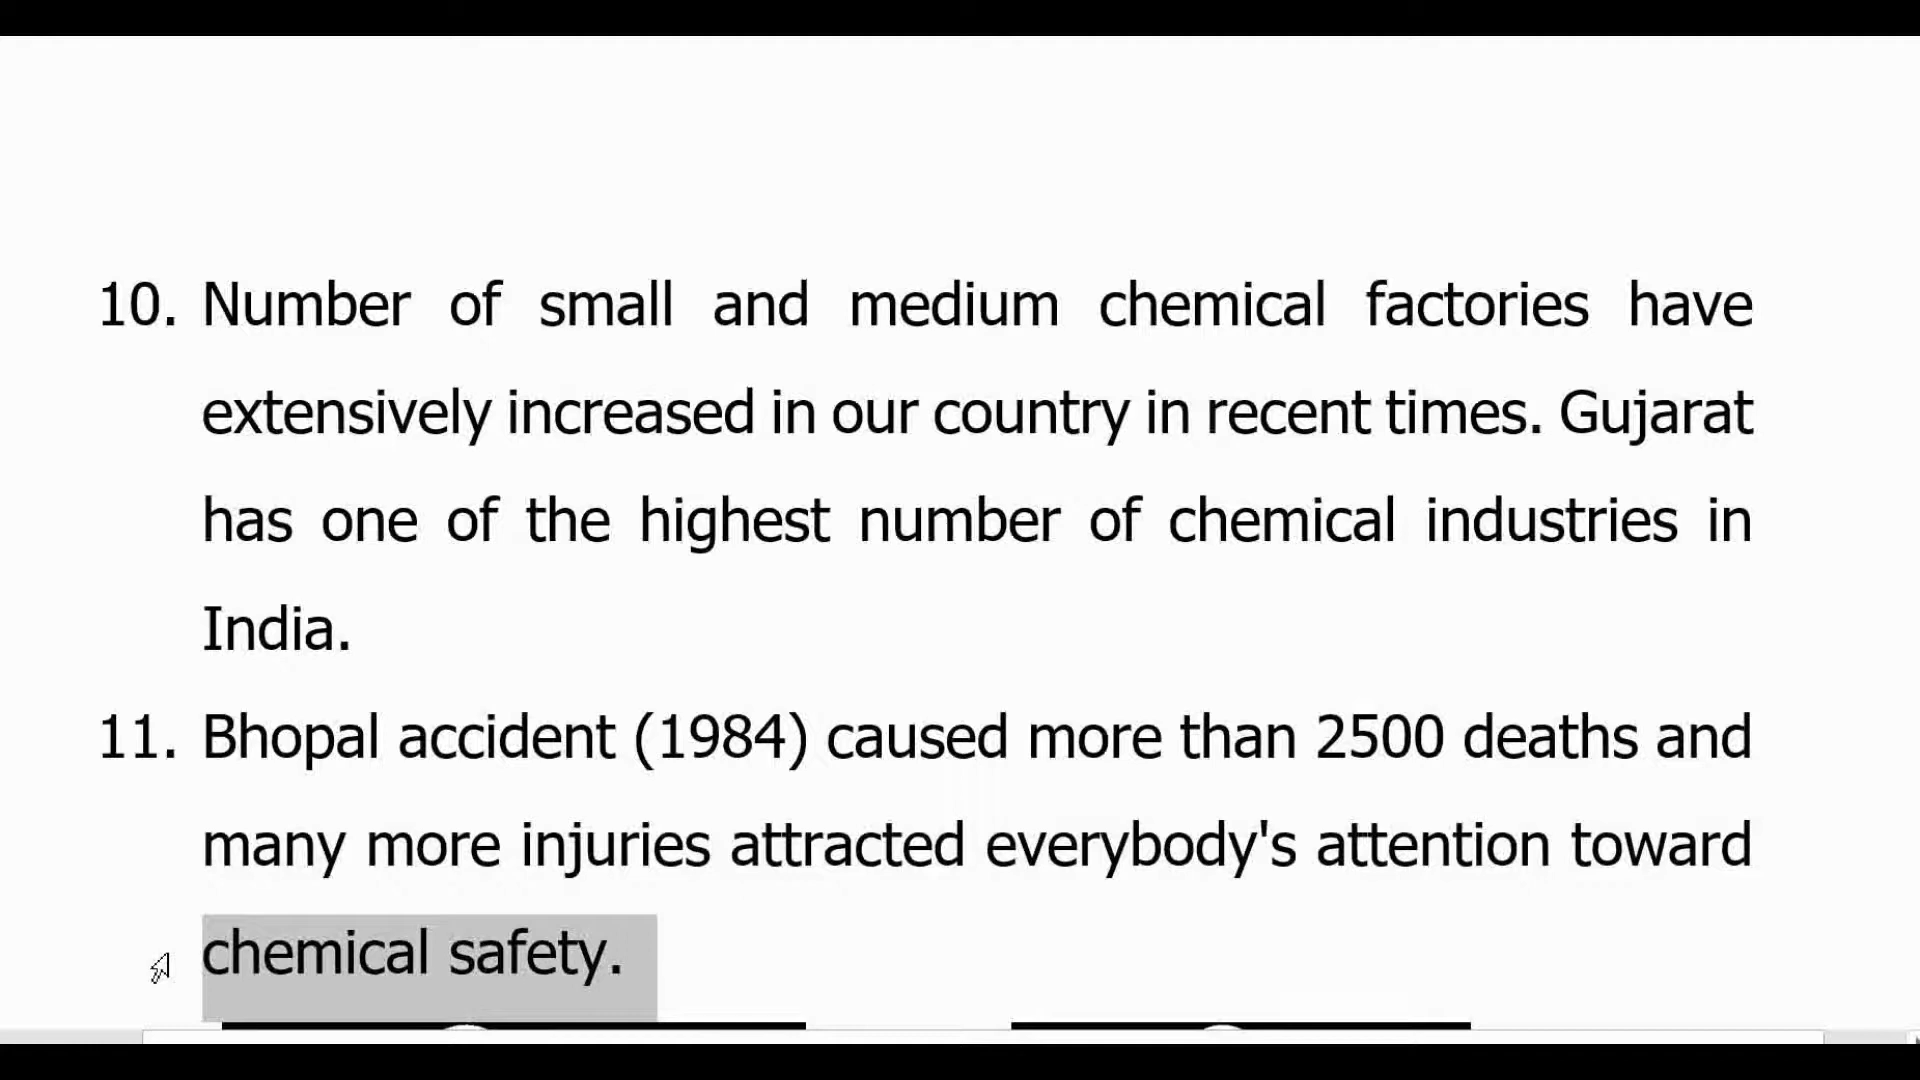 10. Number of small and medium chemical factories have
extensively increased in our country in recent times. Gujarat
has one of the highest number of chemical industries in
India.
11. Bhopal accident (1984) caused more than 2500 deaths and
many more injuries attracted everybody's attention toward
chemical safety.